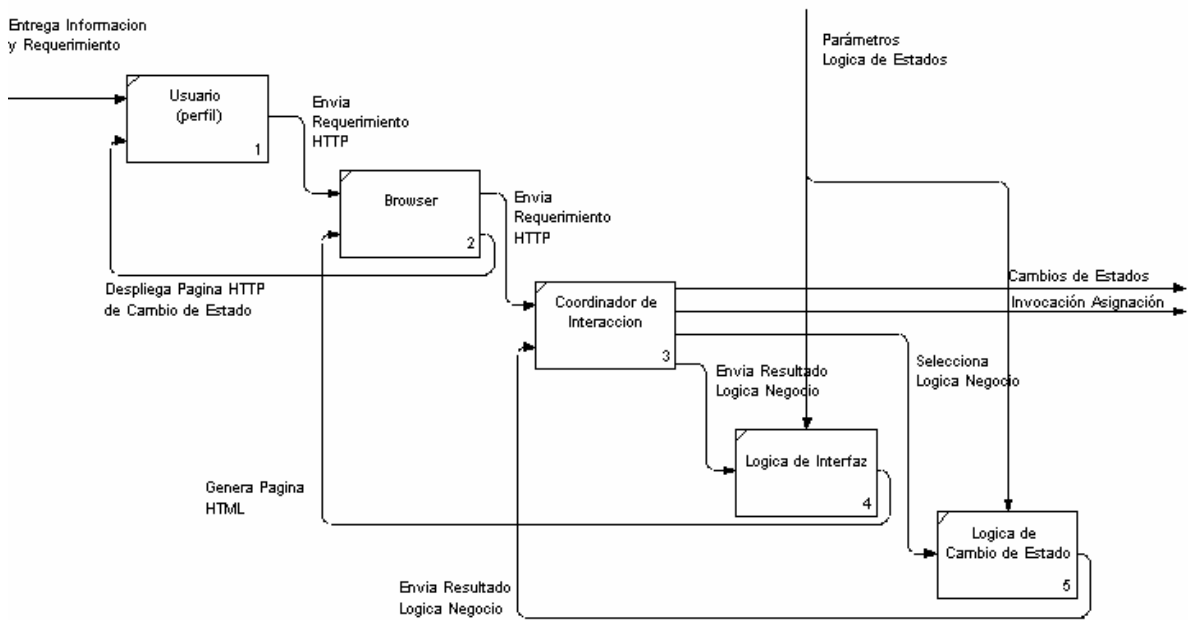 Entrega Informacion
y Requerimiento
Parámetros
Logica de Estados
Usuario
(perfil)
1
Envia
Requerimiento
HTTP
Browser
2
Envia
Requerimiento
HTTP
Despliega Pagina HTTP
de Cambio de Estado
Coordinador de
Interaccion
3
Cambios de Estados
Invocación Asignación
Envia Resultado
Logica Negocio
Selecciona
Logica Negocio
Logica de Interfaz
4
Genera Pagina
HTML
Logica de
Cambio de Estado
5
Envia Resultado
Logica Negocio